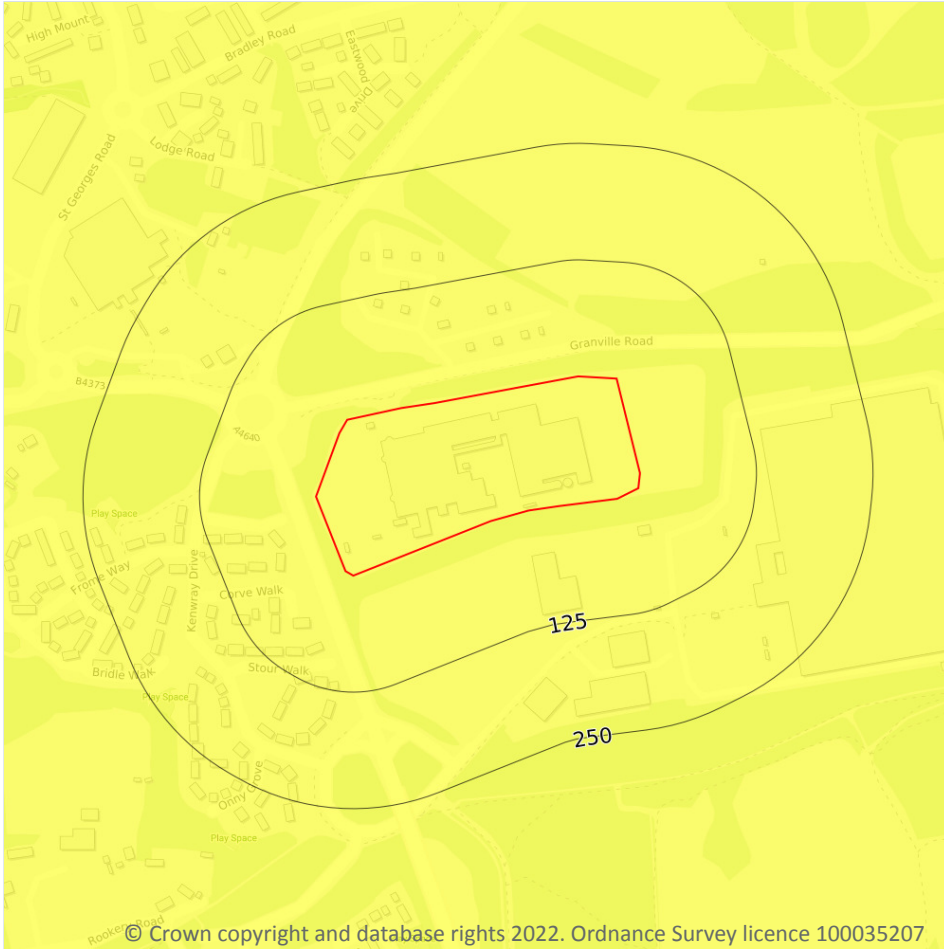 High Mount
Bradley Road
Eastwood
Drive
Lodge Road
St Georges Road
Granville Road
B4373
A4640
Play Space
Frome Way
Kenwray Drive
Corve Walk
Bridle Walk
Stour Walk
Play Space
125
250
Onny Grove
Play Space
Rookery Road
© Crown copyright and database rights 2022. Ordnance Survey licence 100035207